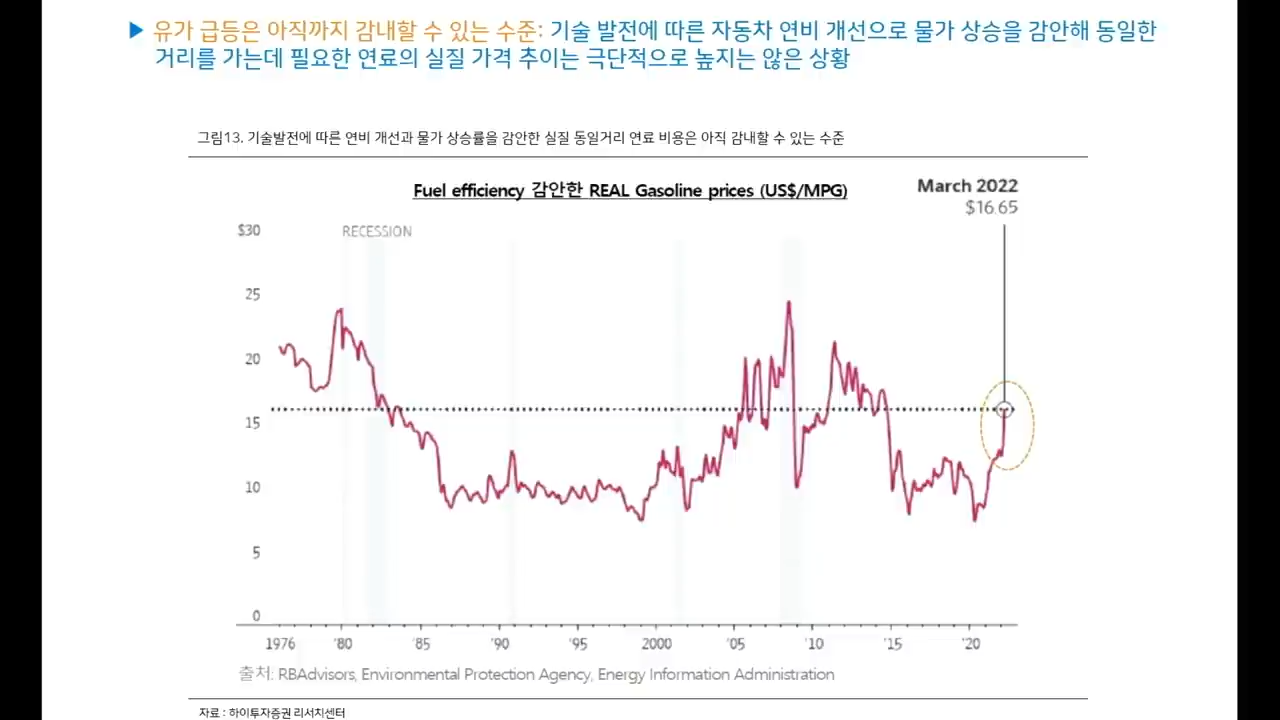 ▶ 유가 급등은 아직까지 감내할 수 있는 수준: 기술 발전에 따른 자동차 연비 개선으로 물가 상승을 감안해 동일한
거리를 가는데 필요한 연료의 실질 가격 추이는 극단적으로 높지는 않은 상황
그림13. 기술발전에 따른 연비 개선과 물가 상승률을 감안한 실질 동일거리 연료 비용은 아직 감내할 수 있는 수준
Fuel efficiency 감안한 REAL Gasoline prices (US$/MPG)
March 2022
$16.65
$30
RECESSION
25
20
15
10
5
0
1976 '80 '85 '90 '95 2000 '05 '10 '15 '20
출처: RBAdvisors, Environmental Protection Agency, Energy Information Administration
자료 : 하이투자증권 리서치센터